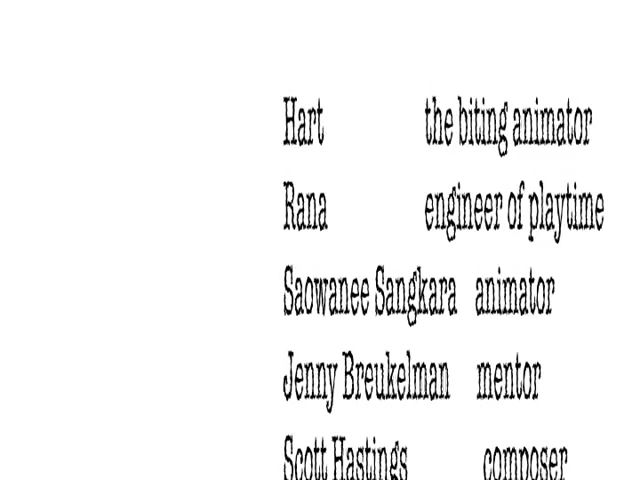 Hart the biting animator
Rana engineer of playtime
Saowanee Sangkara animator
Jenny Breukelman mentor
Scott Hastings composer